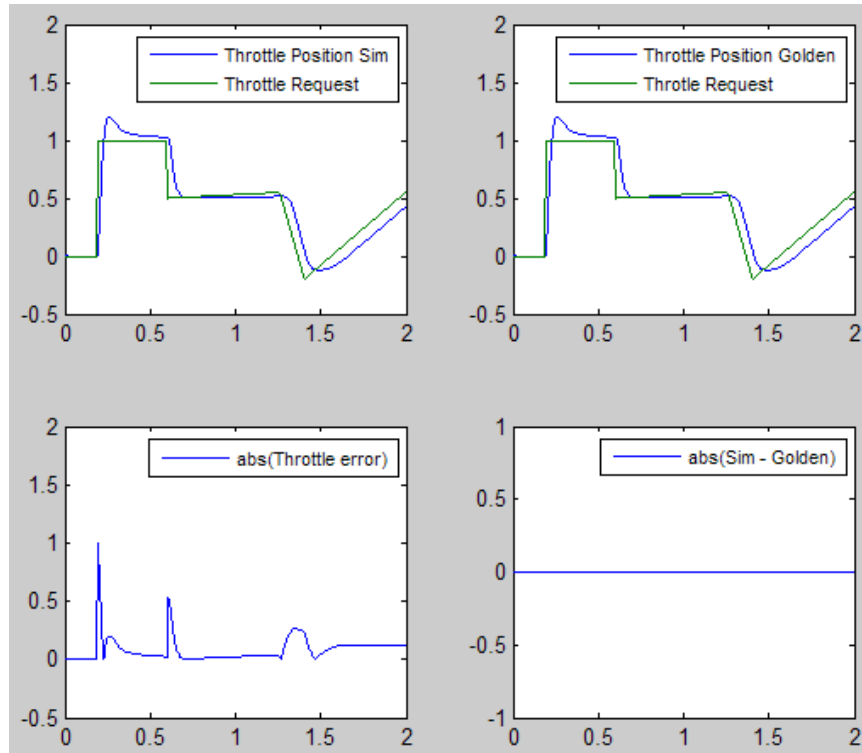 2
1.5
1
0.5
0
-0.5
0 0.5 1 1.5 2
Throttle Position Sim
Throttle Request
2
1.5
1
0.5
0
-0.5
0 0.5 1 1.5 2
Throttle Position Golden
Throtle Request
2
1.5
1
0.5
0
-0.5
0 0.5 1 1.5 2
abs(Throttle error)
1
0.5
0
-0.5
-1
0 0.5 1 1.5 2
abs(Sim - Golden)